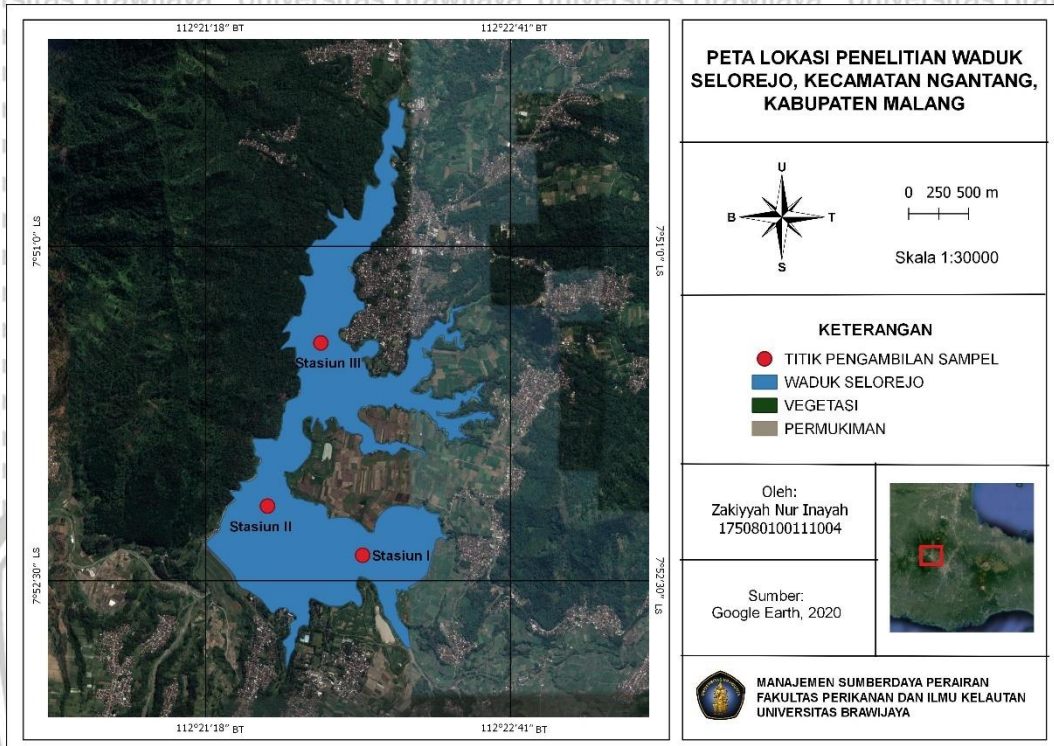 112°21'18" BT
112°22'41" BT
7°51'0" LS
7°51'0" LS
Stasiun III
Stasiun II
Stasiun I
7°52'30" LS
7°52'30" LS
112°21'18" BT
112°22'41" BT
PETA LOKASI PENELITIAN WADUK
SELOREJO, KECAMATAN NGANTANG,
KABUPATEN MALANG
U
B
T
S
0 250 500 m
Skala 1:30000
KETERANGAN
TITIK PENGAMBILAN SAMPEL
WADUK SELOREJO
VEGETASI
PERMUKIMAN
Oleh:
Zakiyyah Nur Inayah
175080100111004
Sumber:
Google Earth, 2020
MANAJEMEN SUMBERDAYA PERAIRAN
FAKULTAS PERIKANAN DAN ILMU KELAUTAN
UNIVERSITAS BRAWIJAYA